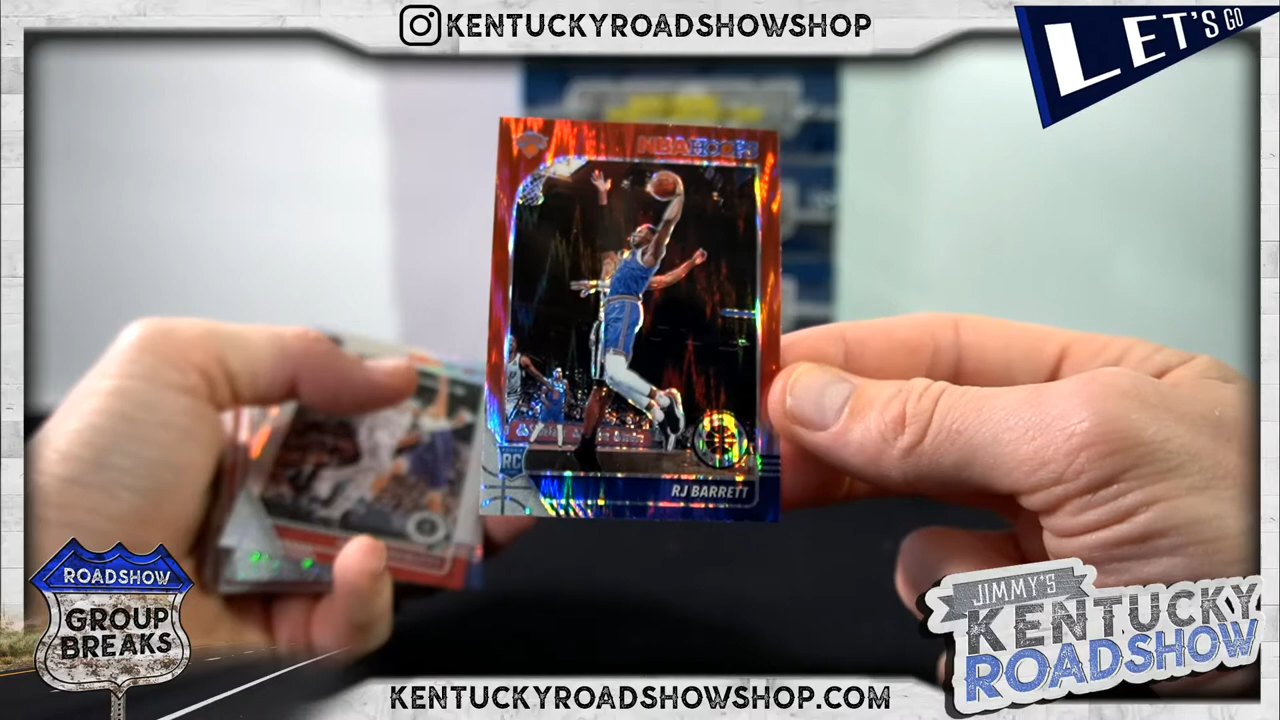 KENTUCKYROADSHOWSHOP
LET'S GO
NBA HOOPS
RC
RJ BARRETT
ROADSHOW
GROUP
BREAKS
JIMMY'S
KENTUCKY
ROADSHOW
KENTUCKYROADSHOWSHOP.COM